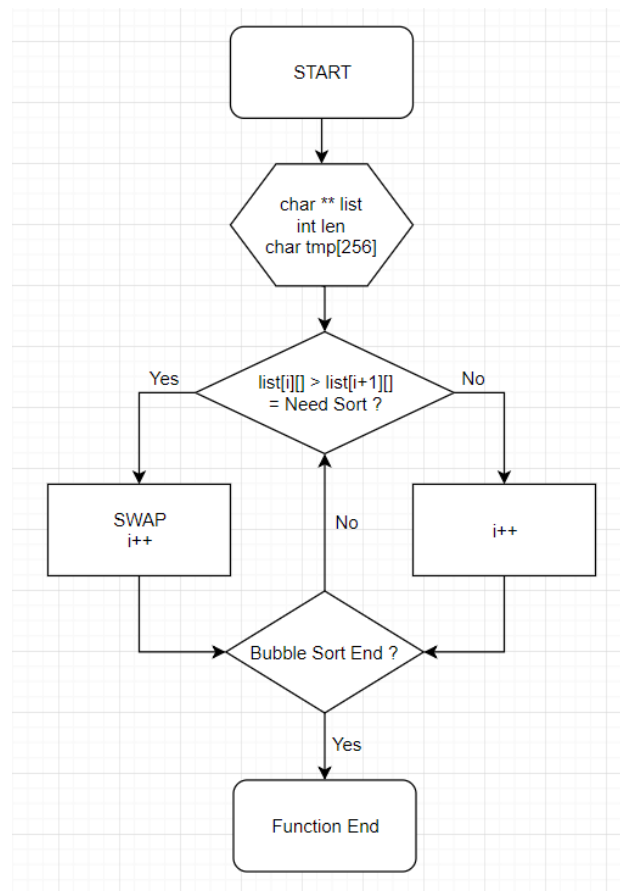 START
char ** list
int len
char tmp[256]
list[i][] > list[i+1][]
= Need Sort ?
Yes
No
SWAP
i++
i++
No
Bubble Sort End ?
Yes
Function End